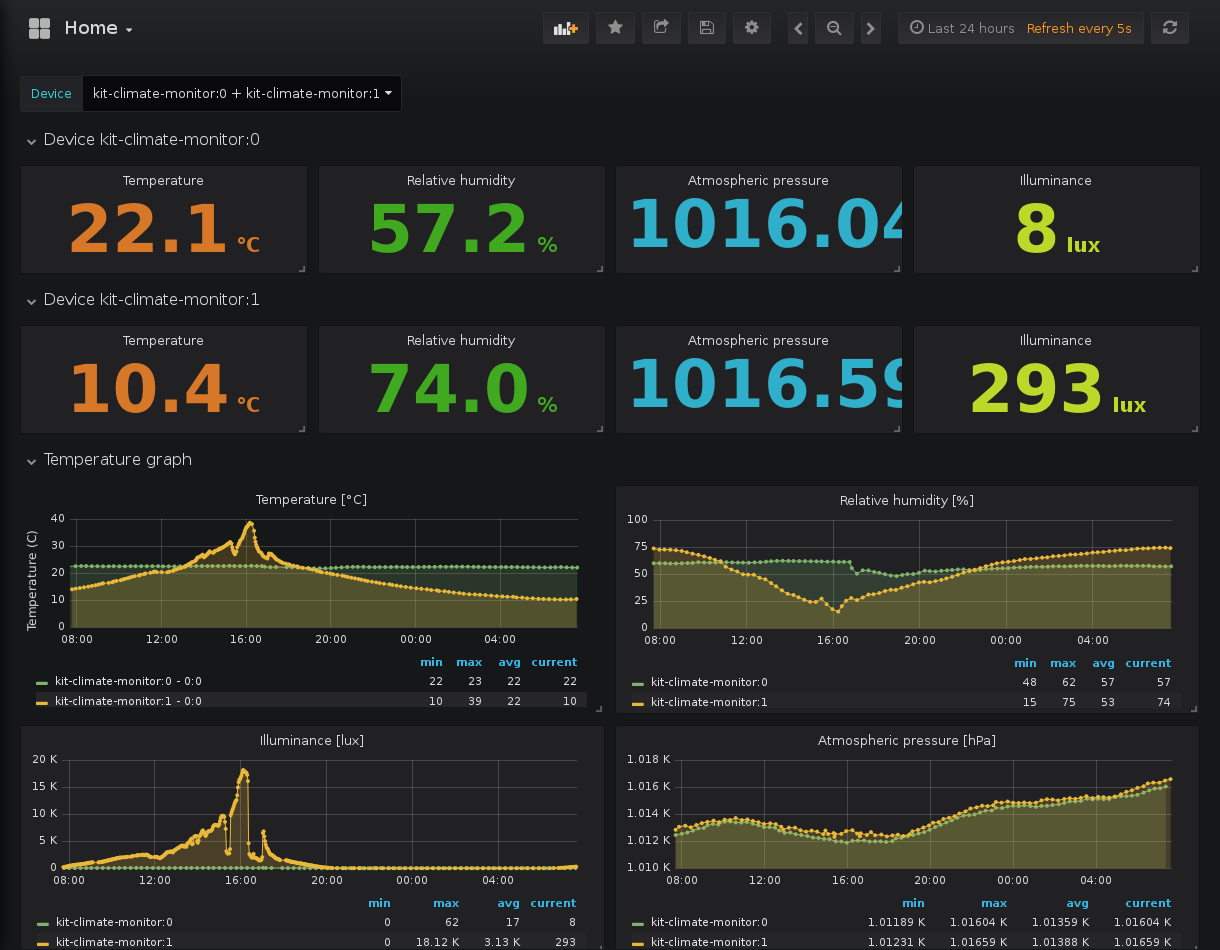 Home
Last 24 hours Refresh every 5s
Device kit-climate-monitor:0 + kit-climate-monitor:1
Device kit-climate-monitor:0
Temperature Relative humidity Atmospheric pressure Illuminance
22.1 °C 57.2 % 1016.04 8 lux
Device kit-climate-monitor:1
Temperature Relative humidity Atmospheric pressure Illuminance
10.4 °C 74.0 % 1016.59 293 lux
Temperature graph
Temperature [°C]
Temperature (C)
40
30
20
10
0
08:00 12:00 16:00 20:00 00:00 04:00
min max avg current
kit-climate-monitor:0 - 0:0 22 23 22 22
kit-climate-monitor:1 - 0:0 10 39 22 10
Relative humidity [%]
100
75
50
25
0
08:00 12:00 16:00 20:00 00:00 04:00
min max avg current
kit-climate-monitor:0 48 62 57 57
kit-climate-monitor:1 15 75 53 74
Illuminance [lux]
20 K
15 K
10 K
5 K
0
08:00 12:00 16:00 20:00 00:00 04:00
min max avg current
kit-climate-monitor:0 0 62 17 8
kit-climate-monitor:1 0 18.12 K 3.13 K 293
Atmospheric pressure [hPa]
1.018 K
1.016 K
1.014 K
1.012 K
1.010 K
08:00 12:00 16:00 20:00 00:00 04:00
min max avg current
kit-climate-monitor:0 1.01189 K 1.01604 K 1.01359 K 1.01604 K
kit-climate-monitor:1 1.01231 K 1.01659 K 1.01388 K 1.01659 K